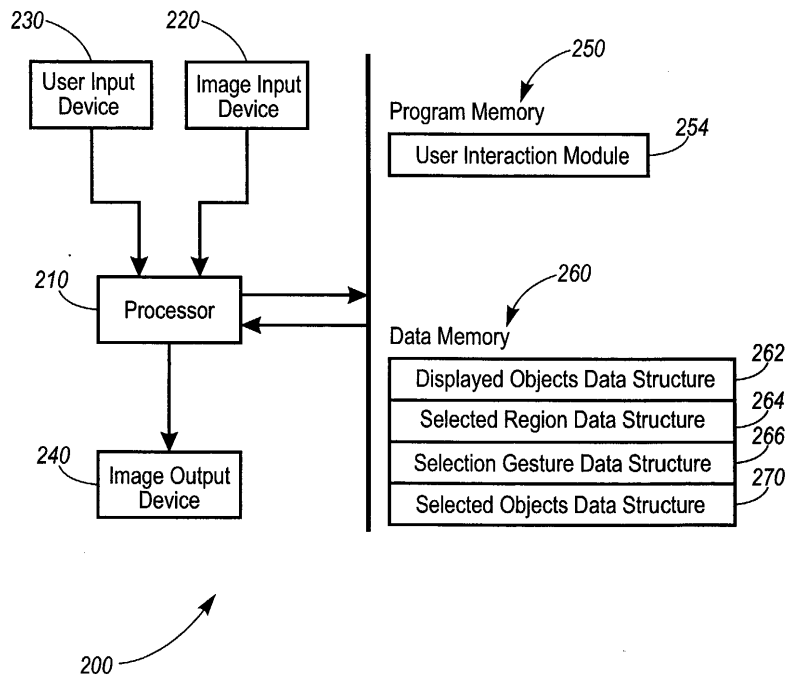 230
220
User Input
Device
Image Input
Device
250
Program Memory
User Interaction Module
254
210
Processor
260
Data Memory
Displayed Objects Data Structure
262
Selected Region Data Structure
264
Selection Gesture Data Structure
266
Selected Objects Data Structure
270
240
Image Output
Device
200